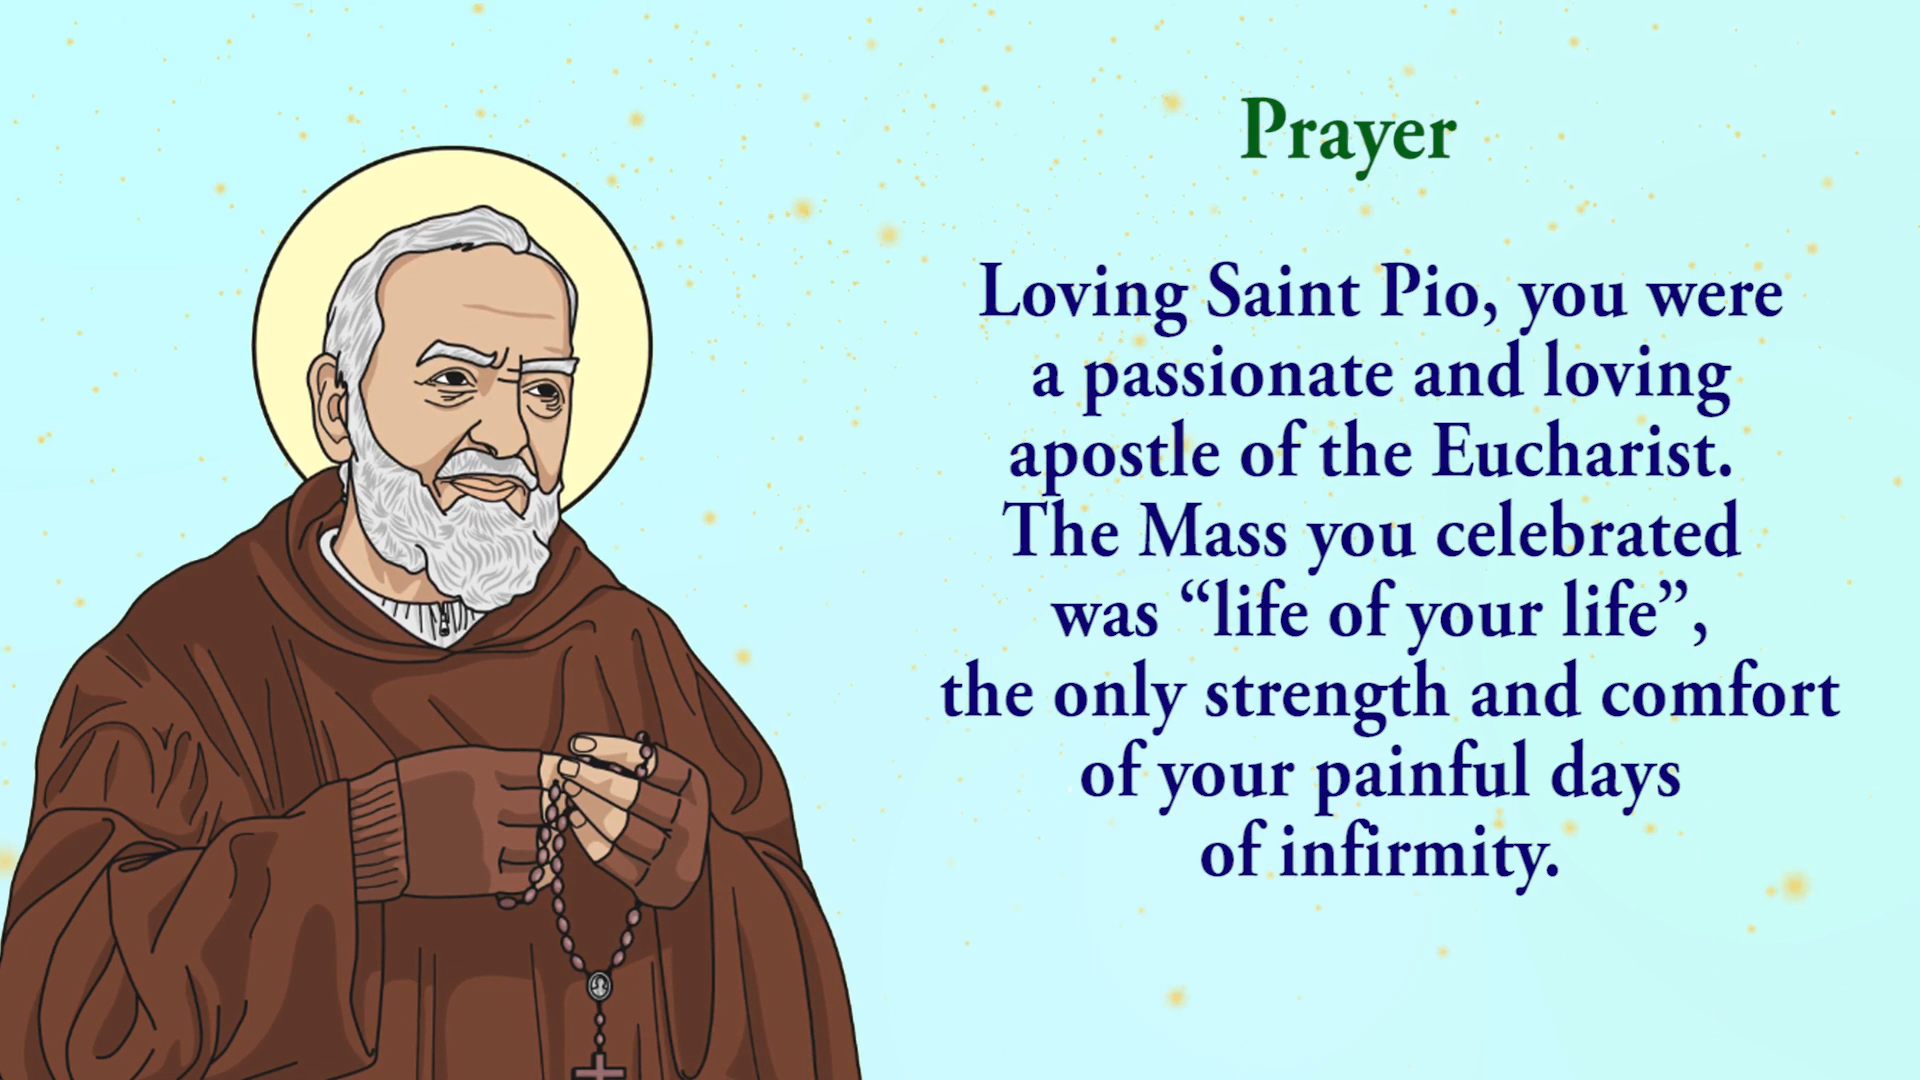 Prayer
Loving Saint Pio, you were
a passionate and loving
apostle of the Eucharist.
The Mass you celebrated
was “life of your life”,
the only strength and comfort
of your painful days
of infirmity.